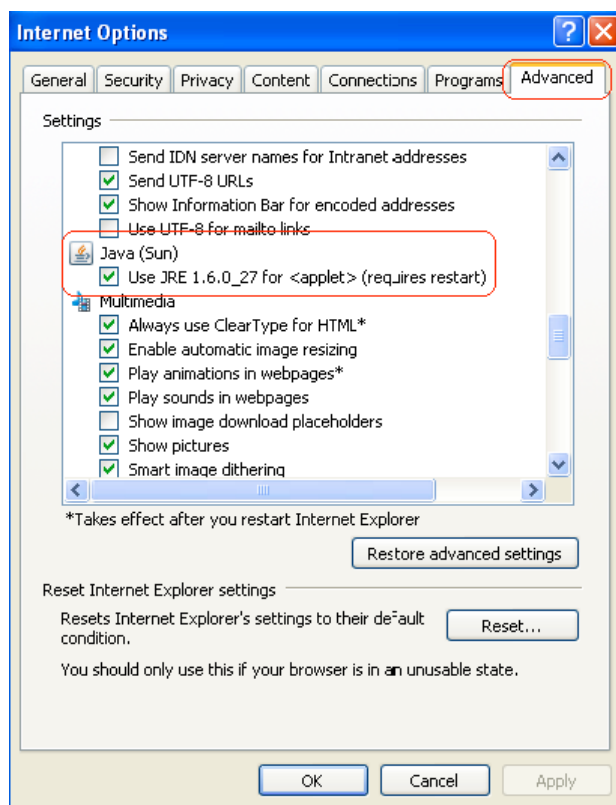 Internet Options
General Security Privacy Content Connections Programs Advanced
Settings
Send IDN server names for Intranet addresses
Send UTF-8 URLs
Show Information Bar for encoded addresses
Use UTF-8 for mailto links
Java (Sun)
Use JRE 1.6.0_27 for <applet> (requires restart)
Multimedia
Always use ClearType for HTML*
Enable automatic image resizing
Play animations in webpages*
Play sounds in webpages
Show image download placeholders
Show pictures
Smart image dithering
*Takes effect after you restart Internet Explorer
Restore advanced settings
Reset Internet Explorer settings
Resets Internet Explorer's settings to their default
condition.
Reset...
You should only use this if your browser is in an unusable state.
OK Cancel Apply